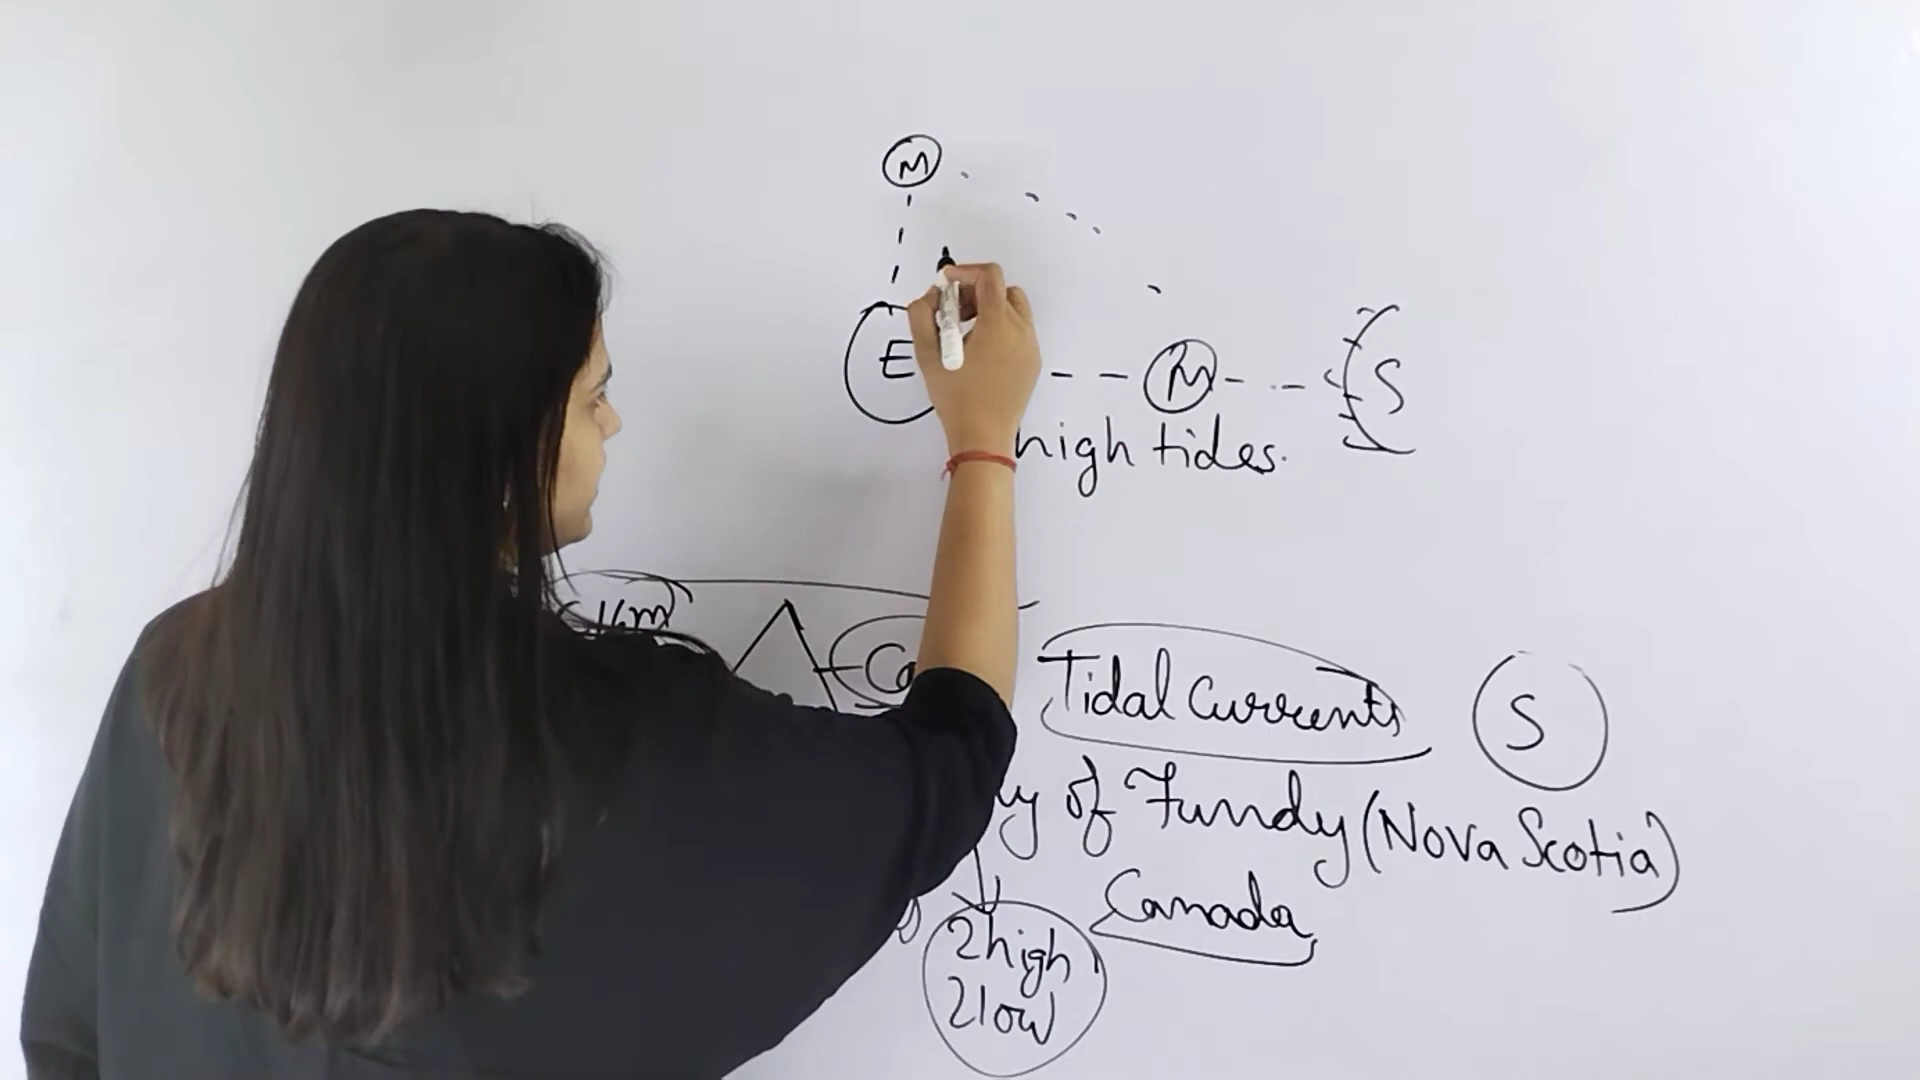 M
E M S
high tides.
Tidal Currents S
of Fundy (Nova Scotia)
Canada
2 high
2 low